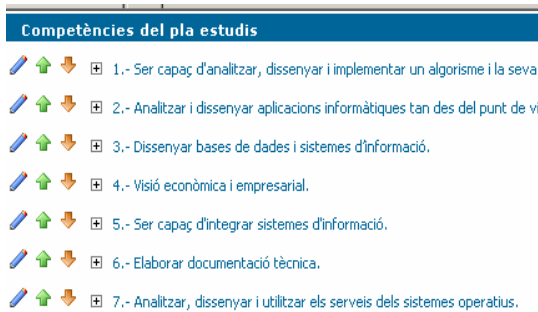 Competències del pla estudis
1.- Ser capaç d'analitzar, dissenyar i implementar un algorisme i la seva
2.- Analitzar i dissenyar aplicacions informàtiques tan des del punt de vi
3.- Dissenyar bases de dades i sistemes d'informació.
4.- Visió econòmica i empresarial.
5.- Ser capaç d'integrar sistemes d'informació.
6.- Elaborar documentació tècnica.
7.- Analitzar, dissenyar i utilitzar els serveis dels sistemes operatius.